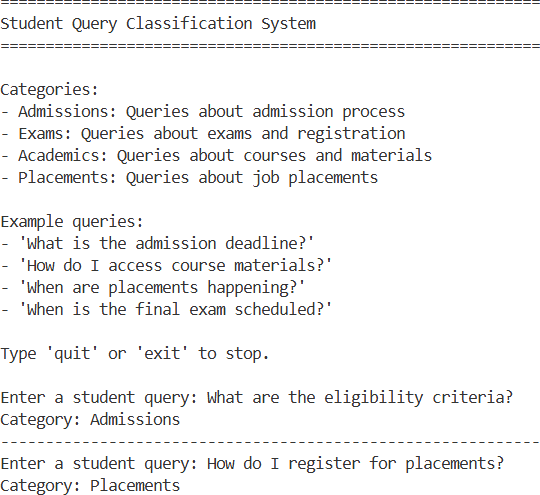 ============================================================
Student Query Classification System
============================================================

Categories:
- Admissions: Queries about admission process
- Exams: Queries about exams and registration
- Academics: Queries about courses and materials
- Placements: Queries about job placements

Example queries:
- 'What is the admission deadline?'
- 'How do I access course materials?'
- 'When are placements happening?'
- 'When is the final exam scheduled?'

Type 'quit' or 'exit' to stop.

Enter a student query: What are the eligibility criteria?
Category: Admissions
------------------------------------------------------------
Enter a student query: How do I register for placements?
Category: Placements